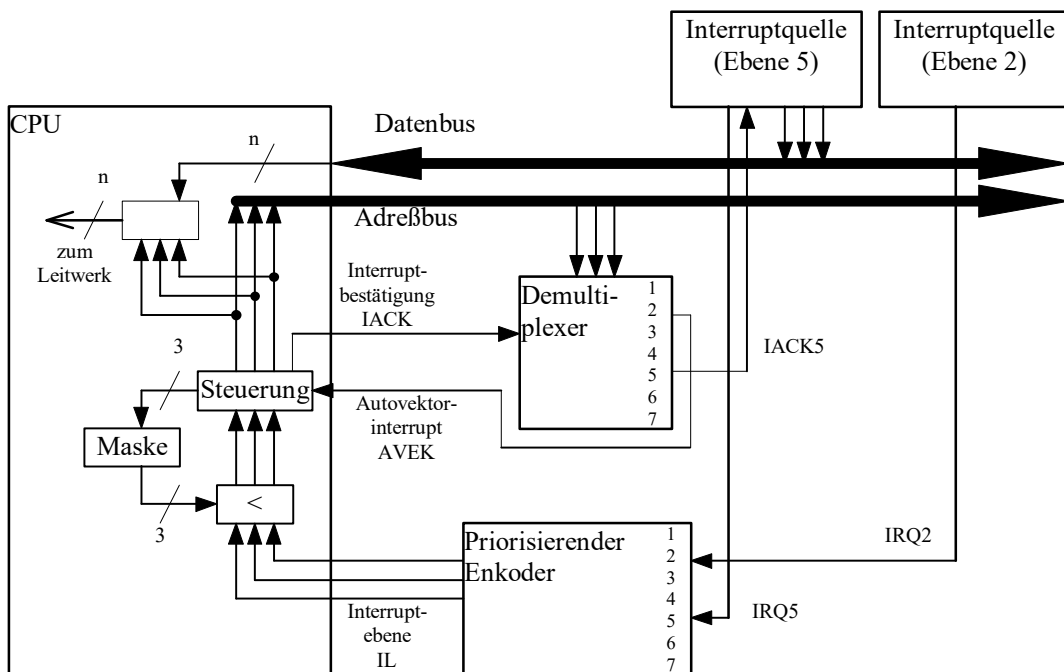 Interruptquelle
(Ebene 5)
Interruptquelle
(Ebene 2)
CPU
Datenbus
n
n
Adreßbus
zum
Leitwerk
Interrupt-
bestätigung
IACK
Demulti-
plexer
1
2
3
4
5
6
7
IACK5
3
Steuerung
Autovektor-
interrupt
AVEK
Maske
<
3
Priorisierender
Enkoder
1
2
3
4
5
6
7
IRQ2
IRQ5
Interrupt-
ebene
IL